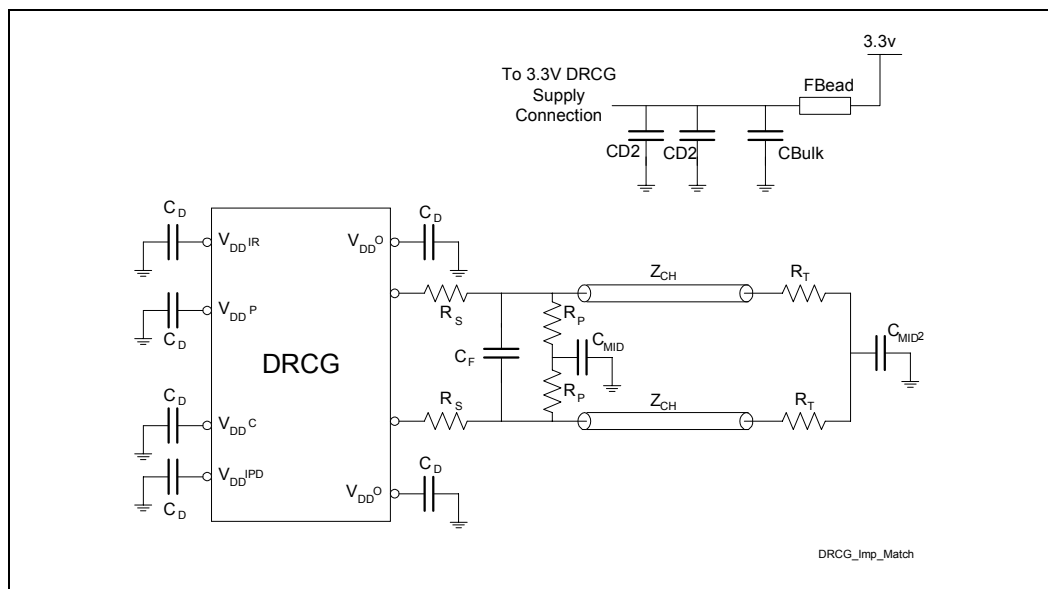 3.3v
To 3.3V DRCG
Supply
Connection
FBead
CD2
CD2
CBulk
CD
VDDIR
VDDO
CD
ZCH
RT
RS
RP
VDDP
CD
CF
CMID
CMID2
DRCG
RS
RP
ZCH
RT
CD
VDDC
CD
VDDIPD
VDDO
CD
DRCG_Imp_Match